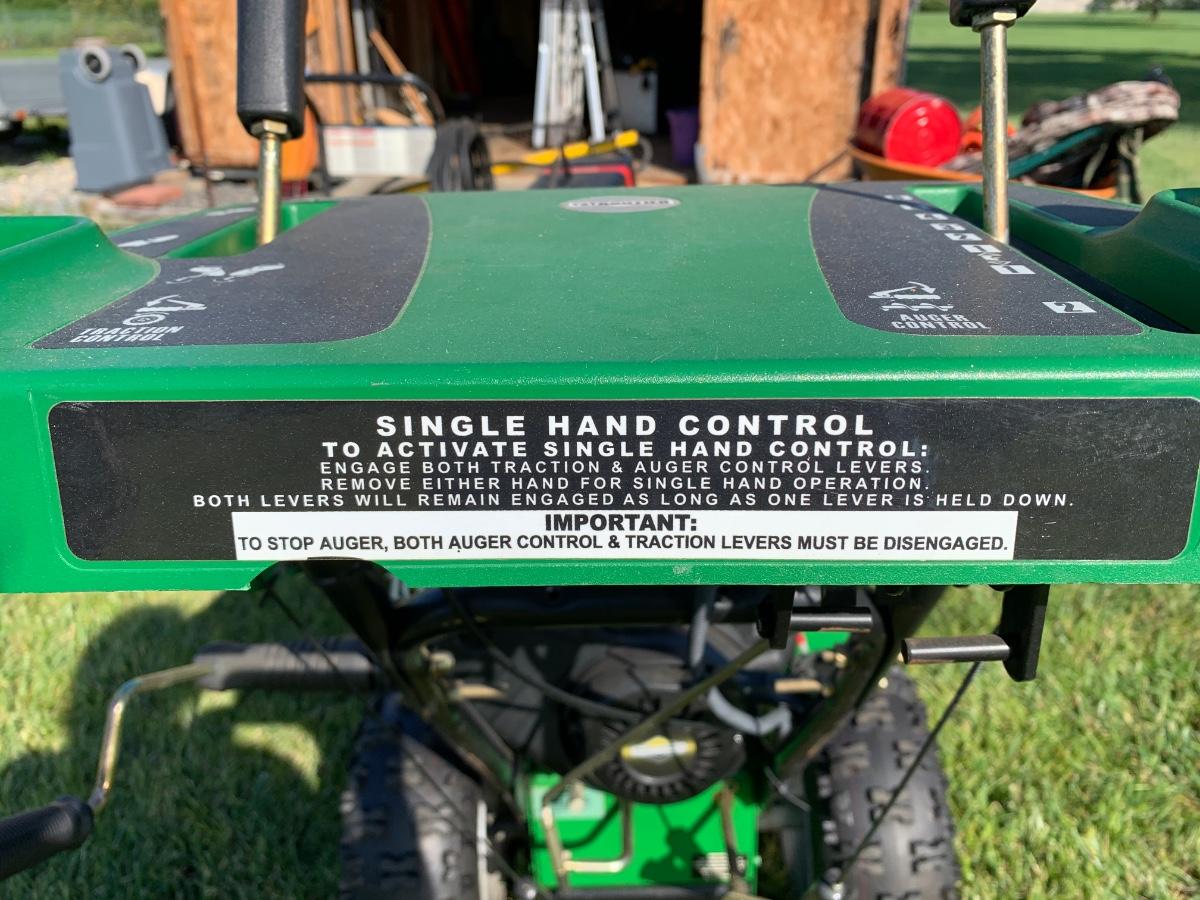 TRACTION
CONTROL
AUGER
CONTROL
SINGLE HAND CONTROL
TO ACTIVATE SINGLE HAND CONTROL:
ENGAGE BOTH TRACTION & AUGER CONTROL LEVERS.
REMOVE EITHER HAND FOR SINGLE HAND OPERATION.
BOTH LEVERS WILL REMAIN ENGAGED AS LONG AS ONE LEVER IS HELD DOWN.
IMPORTANT:
TO STOP AUGER, BOTH AUGER CONTROL & TRACTION LEVERS MUST BE DISENGAGED.